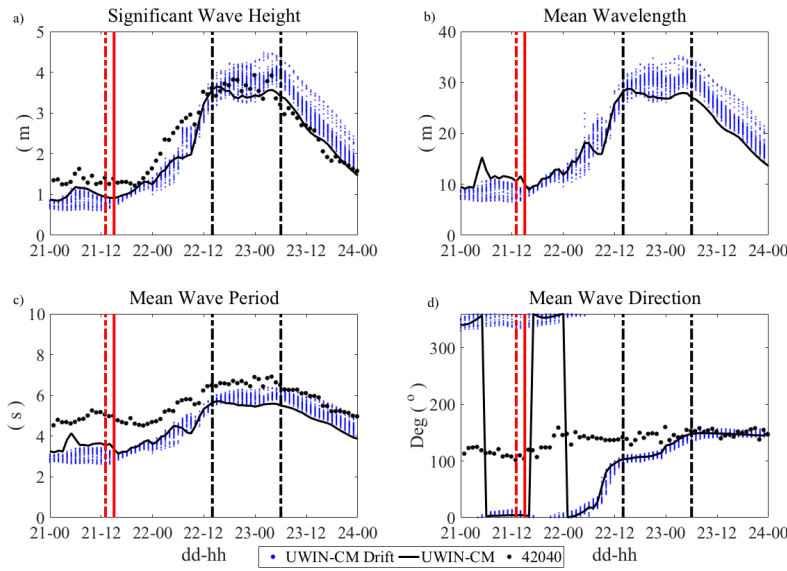 a) Significant Wave Height
5
4
3
2
1
0
( m )
21-00 21-12 22-00 22-12 23-00 23-12 24-00
b) Mean Wavelength
40
30
20
10
0
( m )
21-00 21-12 22-00 22-12 23-00 23-12 24-00
c) Mean Wave Period
10
8
6
4
2
0
( s )
21-00 21-12 22-00 22-12 23-00 23-12 24-00
dd-hh
d) Mean Wave Direction
300
200
100
0
Deg ( º )
21-00 21-12 22-00 22-12 23-00 23-12 24-00
dd-hh
UWIN-CM Drift UWIN-CM 42040